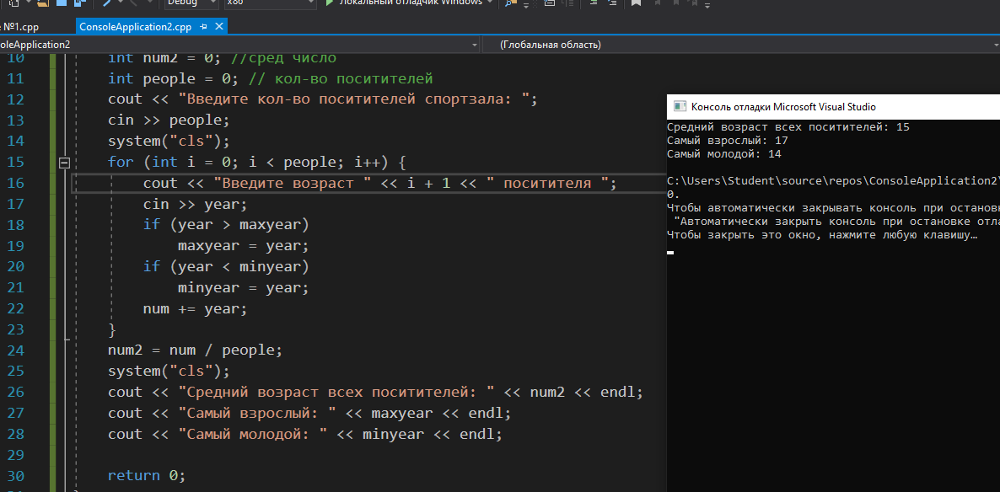 Debug x86 Локальный отладчик Windows
№1.cpp ConsoleApplication2.cpp
oleApplication2 (Глобальная область)
10 int num2 = 0; //сред число
11 int people = 0; // кол-во поситителей
12 cout << "Введите кол-во поситителей спортзала: ";
13 cin >> people;
14 system("cls");
15 for (int i = 0; i < people; i++) {
16 cout << "Введите возраст " << i + 1 << " поситителя ";
17 cin >> year;
18 if (year > maxyear)
19 maxyear = year;
20 if (year < minyear)
21 minyear = year;
22 num += year;
23 }
24 num2 = num / people;
25 system("cls");
26 cout << "Средний возраст всех поситителей: " << num2 << endl;
27 cout << "Самый взрослый: " << maxyear << endl;
28 cout << "Самый молодой: " << minyear << endl;
29
30 return 0;
Консоль отладки Microsoft Visual Studio
Средний возраст всех поситителей: 15
Самый взрослый: 17
Самый молодой: 14
C:\Users\Student\source\repos\ConsoleApplication2\
0.
Чтобы автоматически закрывать консоль при остановк
"Автоматически закрыть консоль при остановке отла
Чтобы закрыть это окно, нажмите любую клавишу…